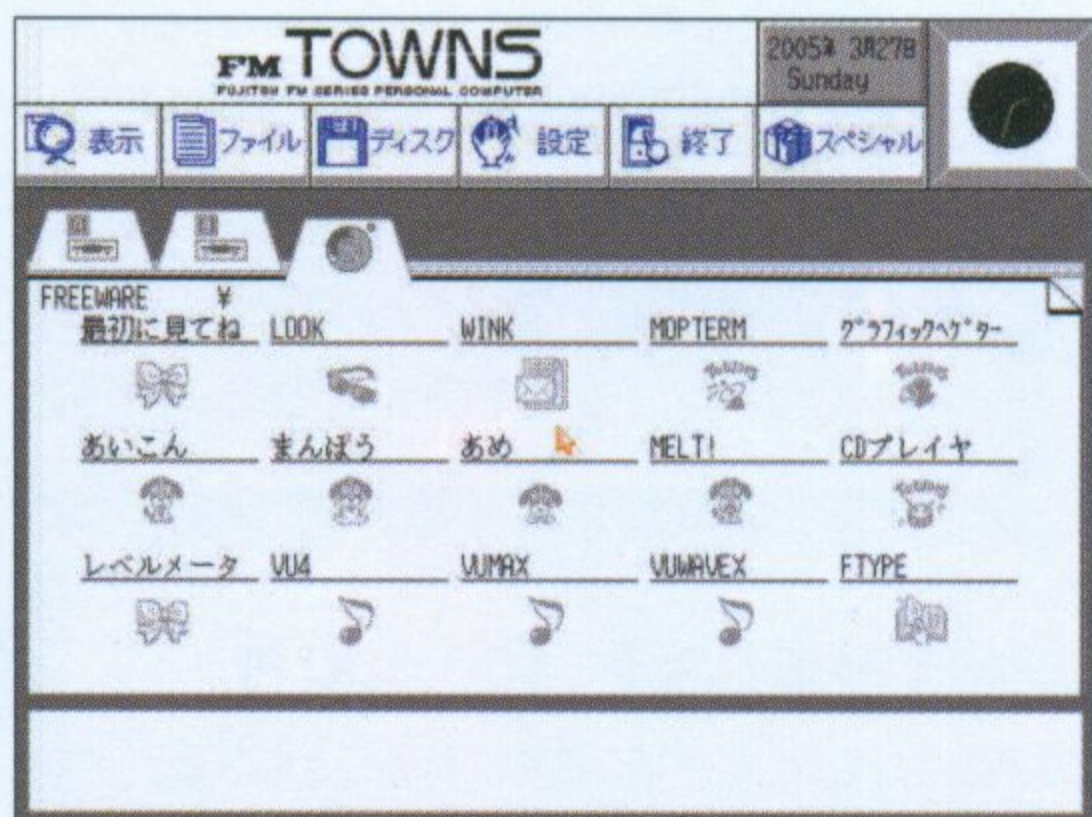 FM TOWNS
FUJITSU FM SERIES PERSONAL COMPUTER
2005年 3月27日
Sunday
表示 ファイル ディスク 設定 終了 スペシャル
FREEWARE ¥
最初に見てね LOOK WINK MOPTERM グラフィックヘゲター
あいこん まんぼう あめ MELT! CDプレイヤ
レベルメータ VU4 VUMAX VUWAVEX FTYPE